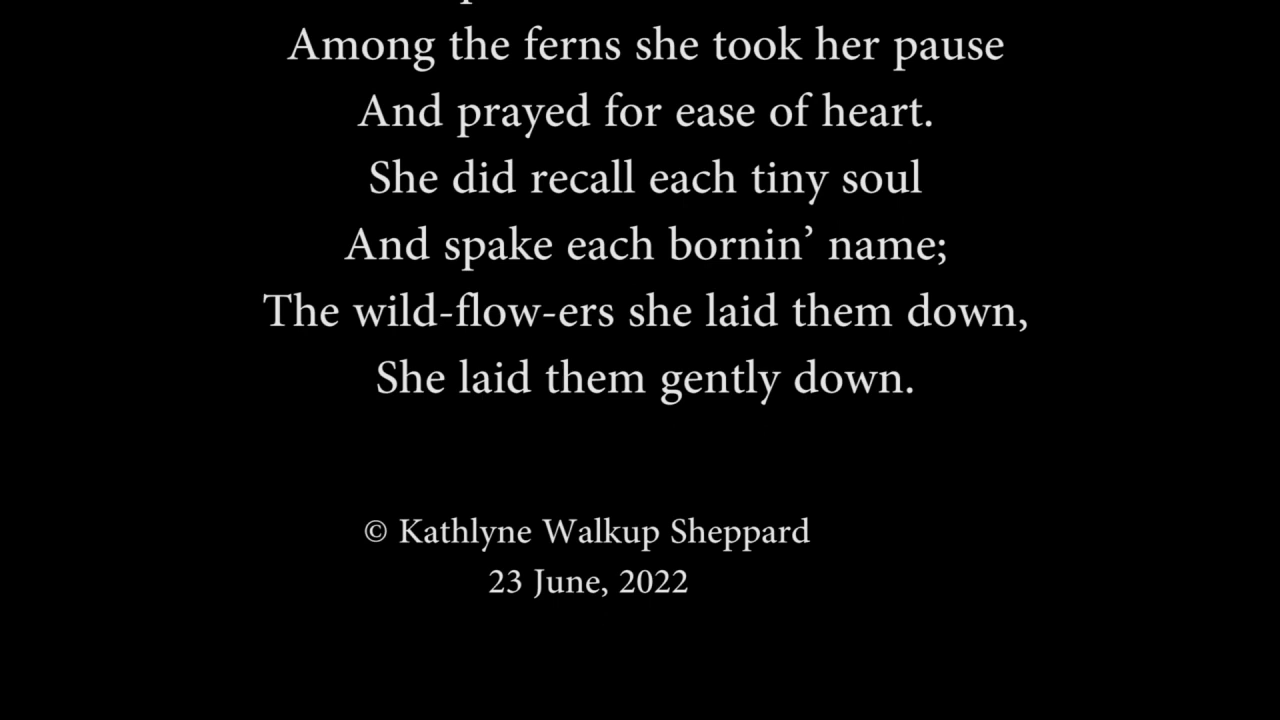 Among the ferns she took her pause
And prayed for ease of heart.
She did recall each tiny soul
And spake each bornin’ name;
The wild-flow-ers she laid them down,
She laid them gently down.
© Kathlyne Walkup Sheppard
23 June, 2022